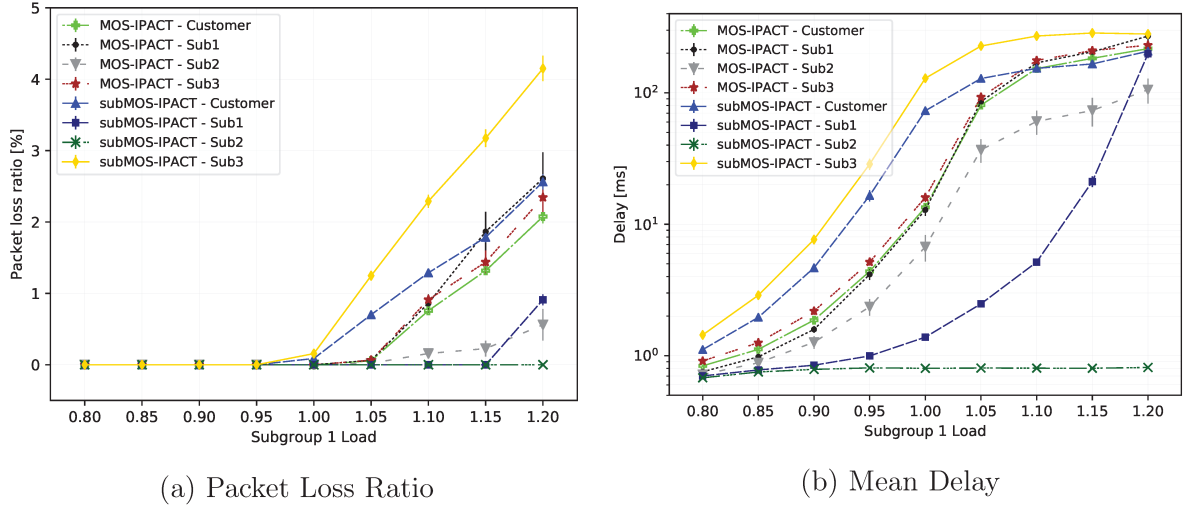 5
4
3
2
1
0
Packet loss ratio [%]
MOS-IPACT - Customer
MOS-IPACT - Sub1
MOS-IPACT - Sub2
MOS-IPACT - Sub3
subMOS-IPACT - Customer
subMOS-IPACT - Sub1
subMOS-IPACT - Sub2
subMOS-IPACT - Sub3
0.80 0.85 0.90 0.95 1.00 1.05 1.10 1.15 1.20
Subgroup 1 Load
(a) Packet Loss Ratio
10²
10¹
10⁰
Delay [ms]
MOS-IPACT - Customer
MOS-IPACT - Sub1
MOS-IPACT - Sub2
MOS-IPACT - Sub3
subMOS-IPACT - Customer
subMOS-IPACT - Sub1
subMOS-IPACT - Sub2
subMOS-IPACT - Sub3
0.80 0.85 0.90 0.95 1.00 1.05 1.10 1.15 1.20
Subgroup 1 Load
(b) Mean Delay